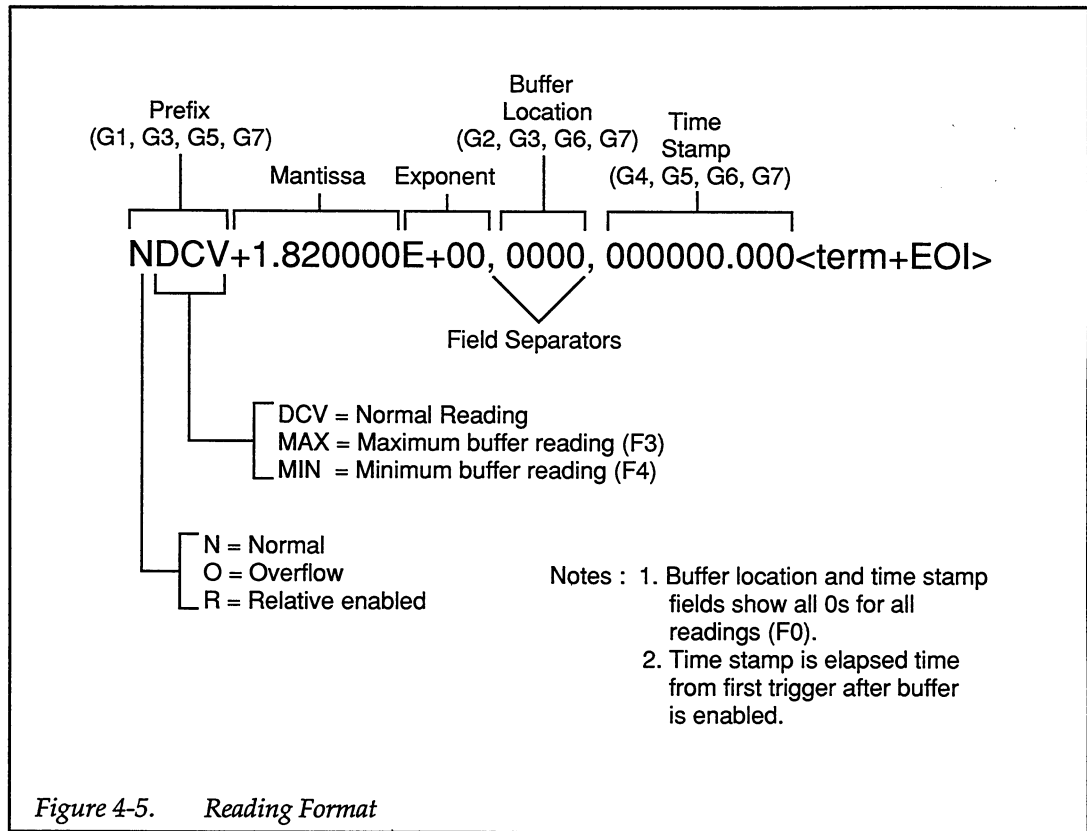 Prefix
(G1, G3, G5, G7)
Mantissa
Exponent
Buffer
Location
(G2, G3, G6, G7)
Time
Stamp
(G4, G5, G6, G7)
NDCV+1.820000E+00, 0000, 000000.000<term+EOI>
Field Separators
DCV = Normal Reading
MAX = Maximum buffer reading (F3)
MIN = Minimum buffer reading (F4)
N = Normal
O = Overflow
R = Relative enabled
Notes : 1. Buffer location and time stamp
fields show all 0s for all
readings (F0).
2. Time stamp is elapsed time
from first trigger after buffer
is enabled.
Figure 4-5. Reading Format